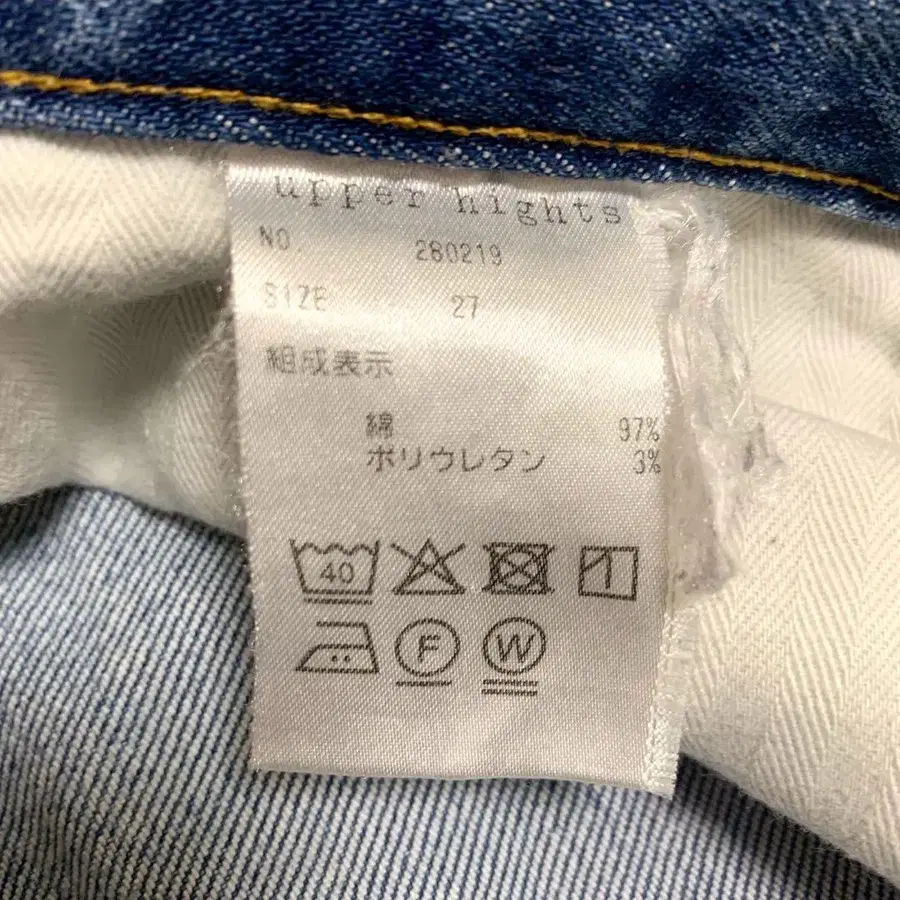 upper hights
NO. 280219
SIZE 27
組成表示
綿 97%
ポリウレタン 3%
40
F W